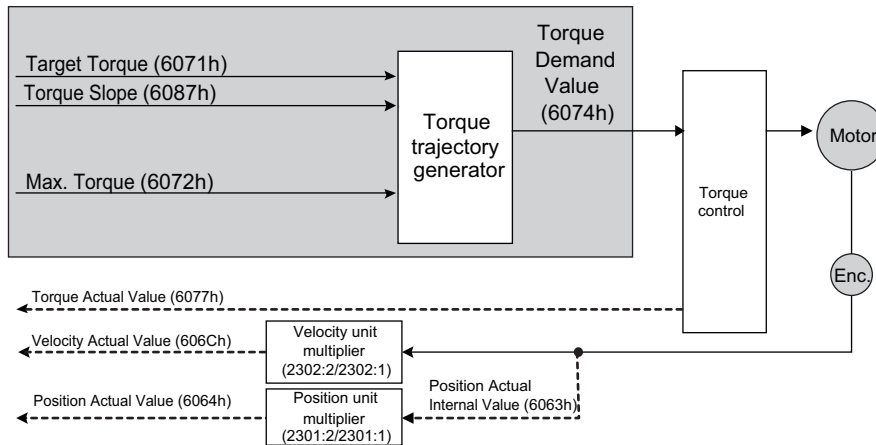 Target Torque (6071h)
Torque Slope (6087h)
Max. Torque (6072h)
Torque
trajectory
generator
Torque
Demand
Value
(6074h)
Torque
control
Motor
Enc.
Torque Actual Value (6077h)
Velocity Actual Value (606Ch)
Velocity unit
multiplier
(2302:2/2302:1)
Position Actual Value (6064h)
Position unit
multiplier
(2301:2/2301:1)
Position Actual
Internal Value (6063h)